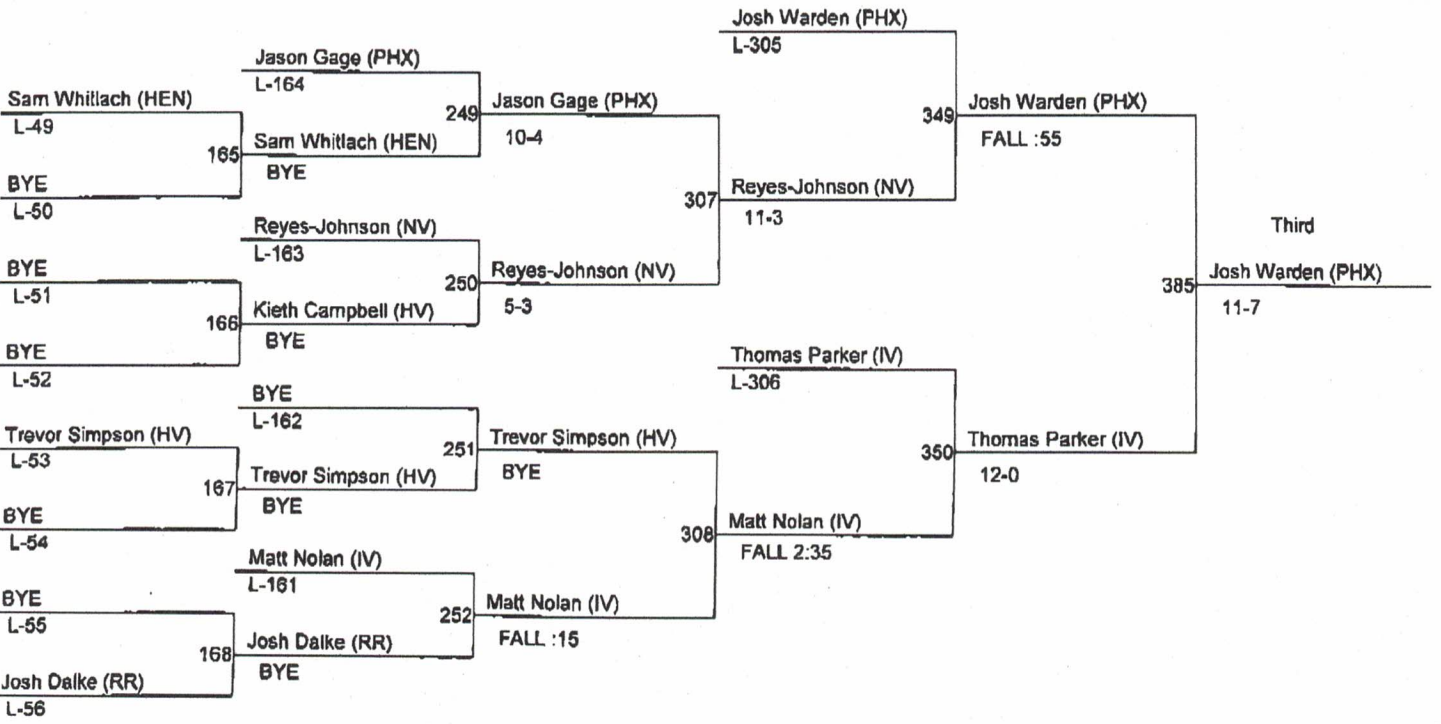 Sam Whitlach (HEN)
L-49
BYE
L-50
165
BYE
L-51
BYE
L-52
166
Trevor Simpson (HV)
L-53
BYE
L-54
167
BYE
L-55
Josh Dalke (RR)
L-56
168
Jason Gage (PHX)
L-164
Sam Whitlach (HEN)
BYE
249
Reyes-Johnson (NV)
L-163
Kieth Campbell (HV)
BYE
250
BYE
L-162
Trevor Simpson (HV)
BYE
251
Matt Nolan (IV)
L-161
Josh Dalke (RR)
BYE
252
Jason Gage (PHX)
10-4
Reyes-Johnson (NV)
5-3
307
Trevor Simpson (HV)
BYE
Matt Nolan (IV)
FALL :15
308
Josh Warden (PHX)
L-305
Reyes-Johnson (NV)
11-3
349
Thomas Parker (IV)
L-306
Matt Nolan (IV)
FALL 2:35
350
Josh Warden (PHX)
FALL :55
Thomas Parker (IV)
12-0
385
Third
Josh Warden (PHX)
11-7